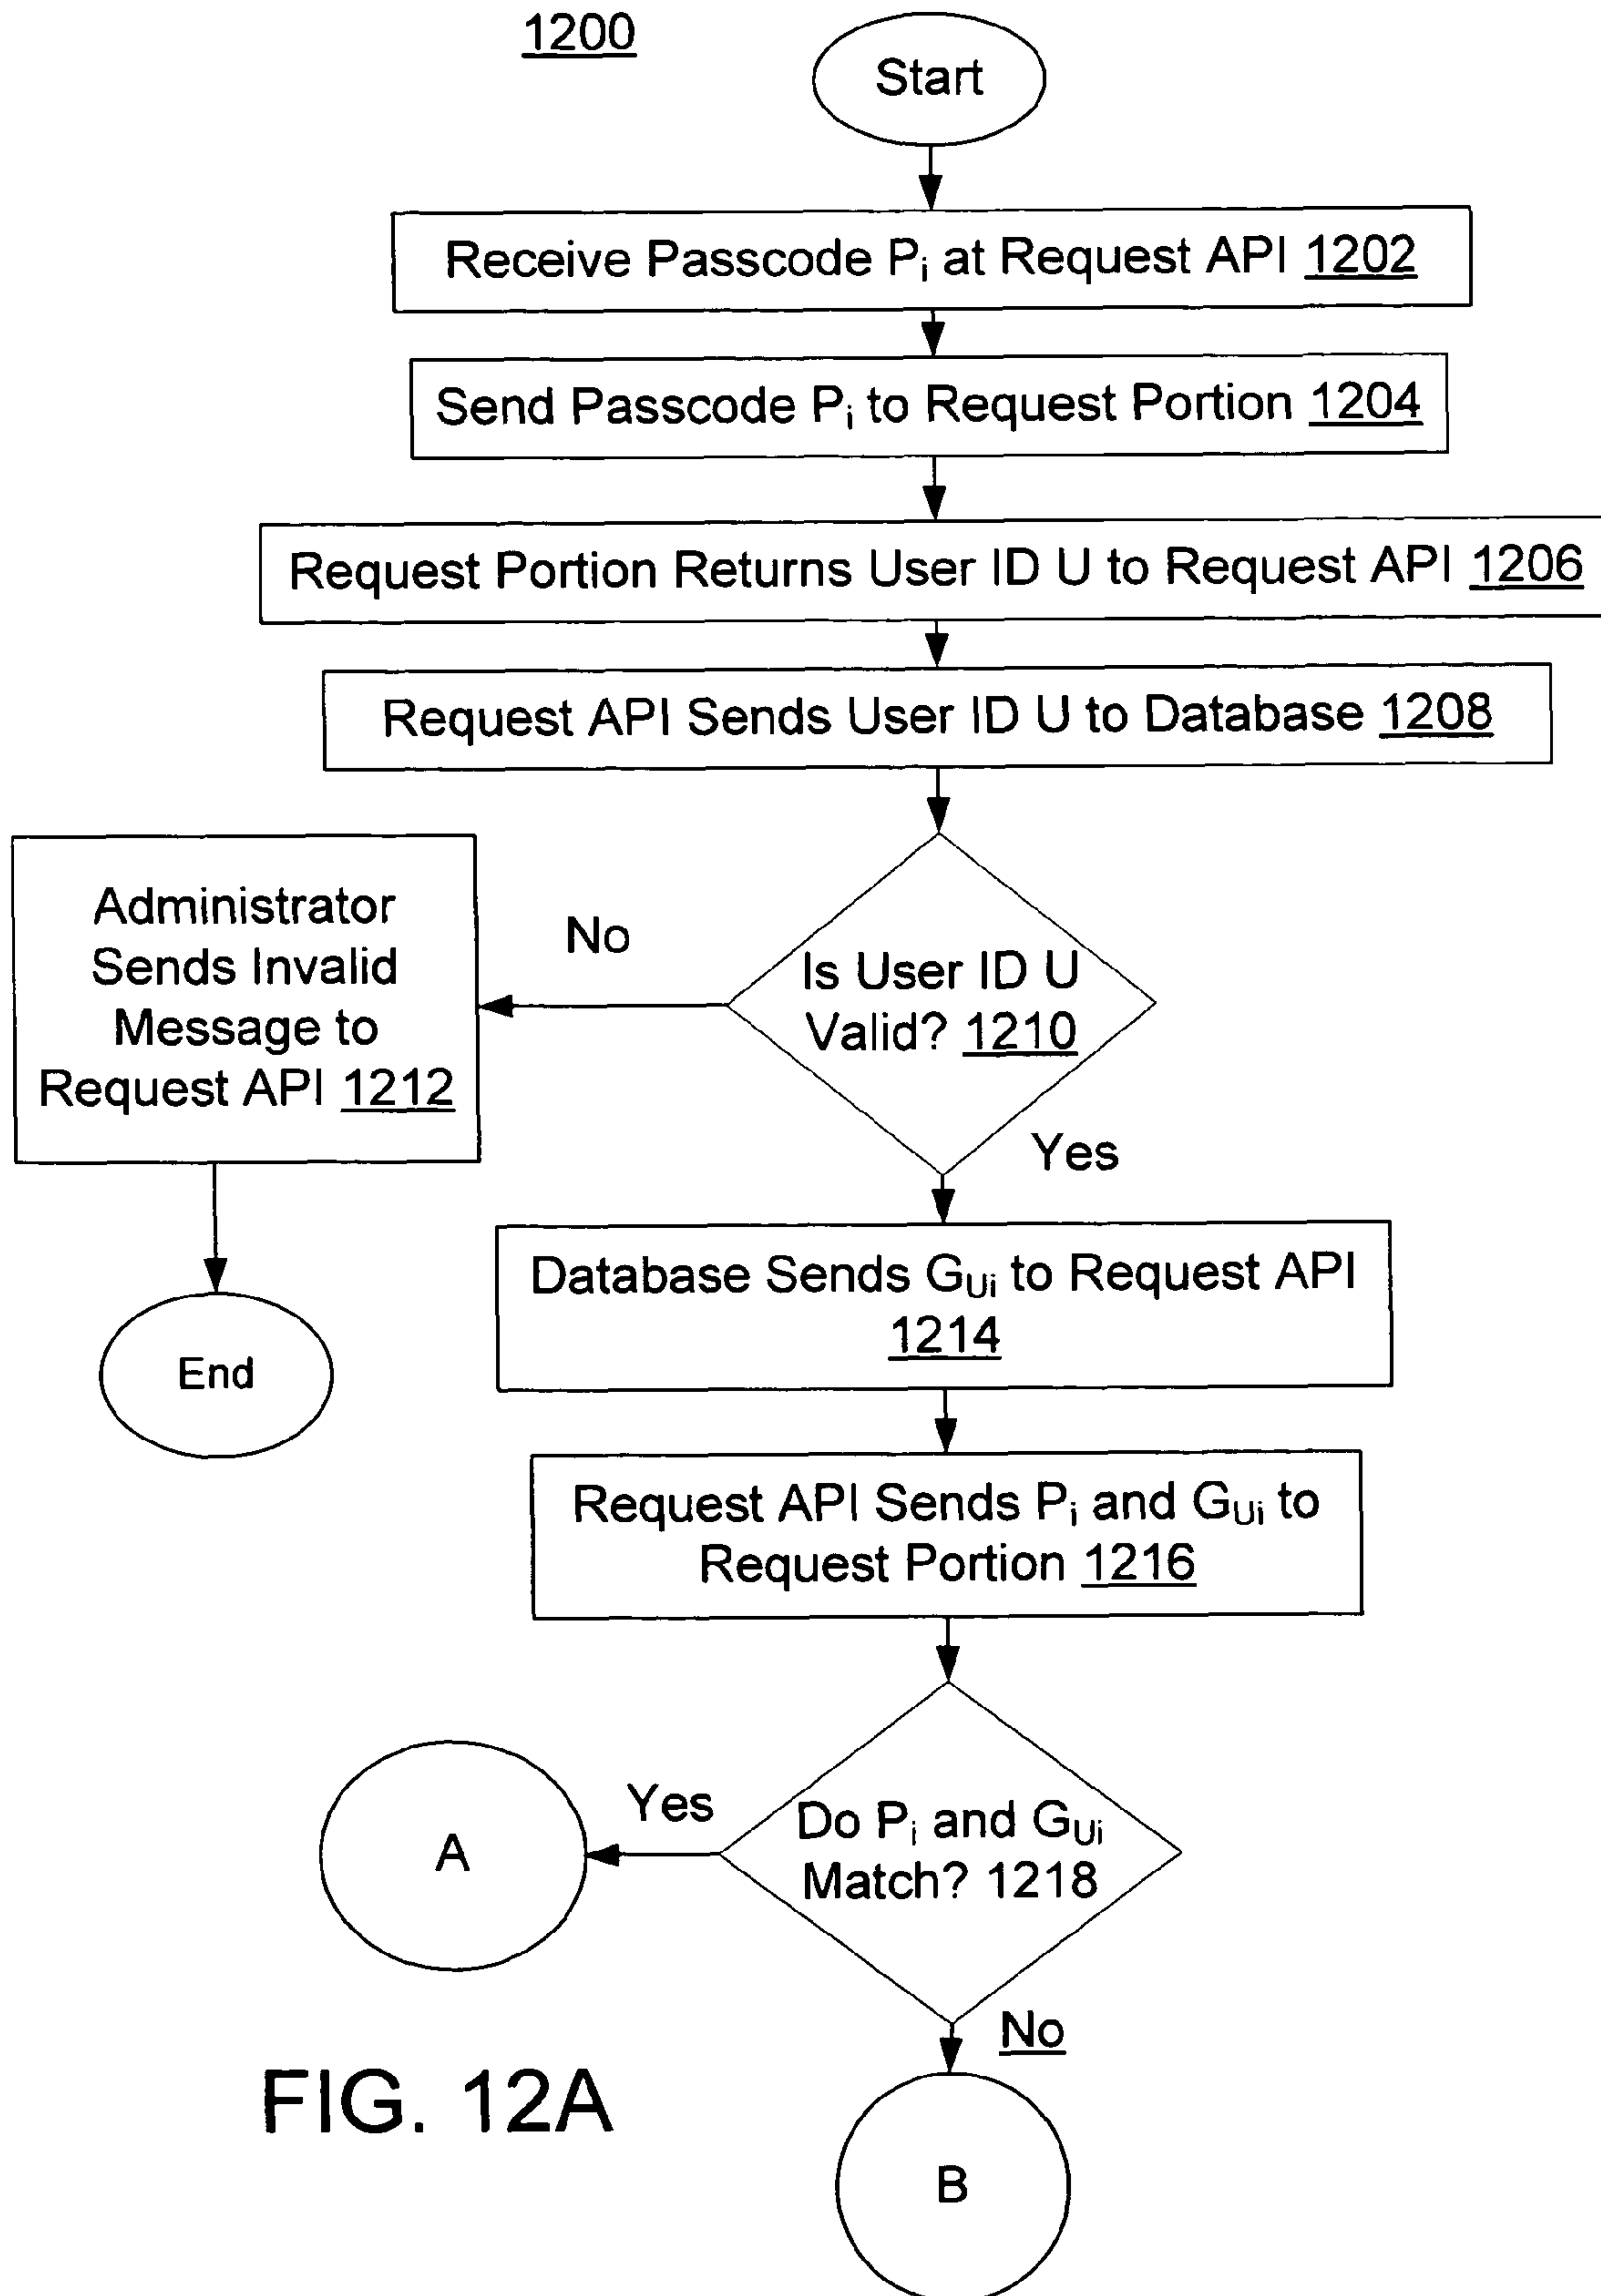 1200
Start
Receive Passcode Pi at Request API 1202
Send Passcode Pi to Request Portion 1204
Request Portion Returns User ID U to Request API 1206
Request API Sends User ID U to Database 1208
Administrator
Sends Invalid
Message to
Request API 1212
No
Is User ID U
Valid? 1210
Yes
End
Database Sends GUi to Request API
1214
Request API Sends Pi and GUi to
Request Portion 1216
A
Yes
Do Pi and GUi
Match? 1218
No
B
FIG. 12A